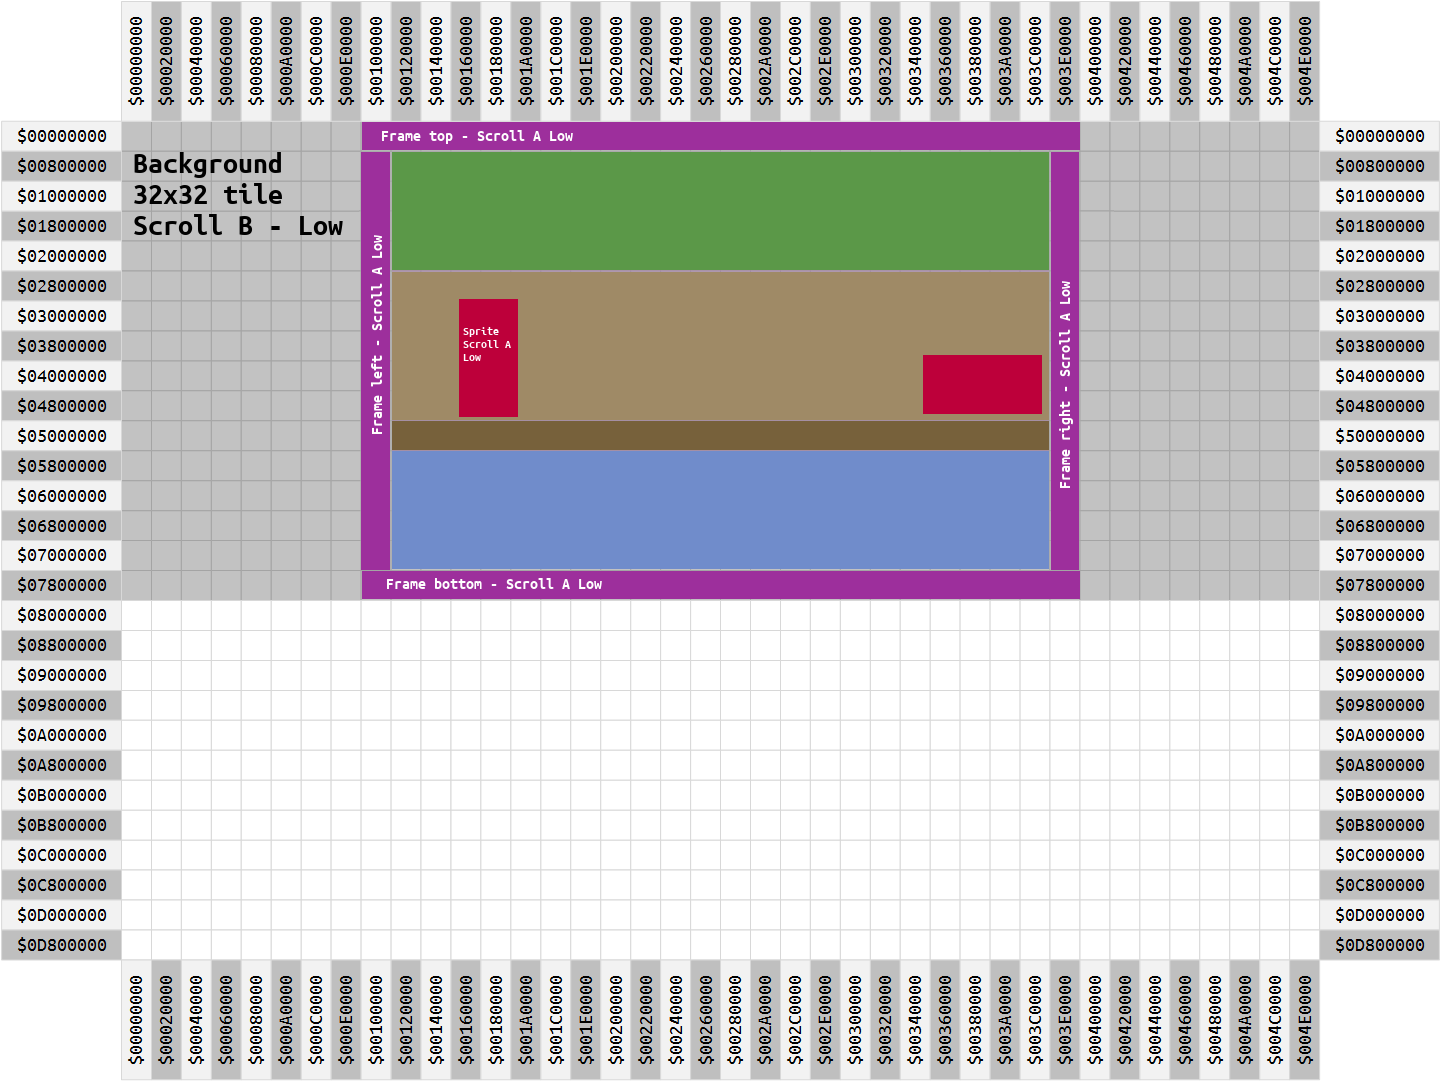 $00000000 $00020000 $00040000 $00060000 $00080000 $000A0000 $000C0000 $000E0000 $00100000 $00120000 $00140000 $00160000 $00180000 $001A0000 $001C0000 $001E0000 $00200000 $00220000 $00240000 $00260000 $00280000 $002A0000 $002C0000 $002E0000 $00300000 $00320000 $00340000 $00360000 $00380000 $003A0000 $003C0000 $003E0000 $00400000 $00420000 $00440000 $00460000 $00480000 $004A0000 $004C0000 $004E0000
$00000000 Frame top - Scroll A Low $00000000
Background
$00800000 $00800000
32x32 tile
$01000000 $01000000
Scroll B - Low
$01800000 $01800000
$02000000 $02000000
$02800000 $02800000
$03000000 $03000000
Sprite
Scroll A
Low
$03800000 $03800000
Frame left - Scroll A Low
Frame right - Scroll A Low
$04000000 $04000000
$04800000 $04800000
$05000000 $50000000
$05800000 $05800000
$06000000 $06000000
$06800000 $06800000
$07000000 $07000000
$07800000 Frame bottom - Scroll A Low $07800000
$08000000 $08000000
$08800000 $08800000
$09000000 $09000000
$09800000 $09800000
$0A000000 $0A000000
$0A800000 $0A800000
$0B000000 $0B000000
$0B800000 $0B800000
$0C000000 $0C000000
$0C800000 $0C800000
$0D000000 $0D000000
$0D800000 $0D800000
$00000000 $00020000 $00040000 $00060000 $00080000 $000A0000 $000C0000 $000E0000 $00100000 $00120000 $00140000 $00160000 $00180000 $001A0000 $001C0000 $001E0000 $00200000 $00220000 $00240000 $00260000 $00280000 $002A0000 $002C0000 $002E0000 $00300000 $00320000 $00340000 $00360000 $00380000 $003A0000 $003C0000 $003E0000 $00400000 $00420000 $00440000 $00460000 $00480000 $004A0000 $004C0000 $004E0000